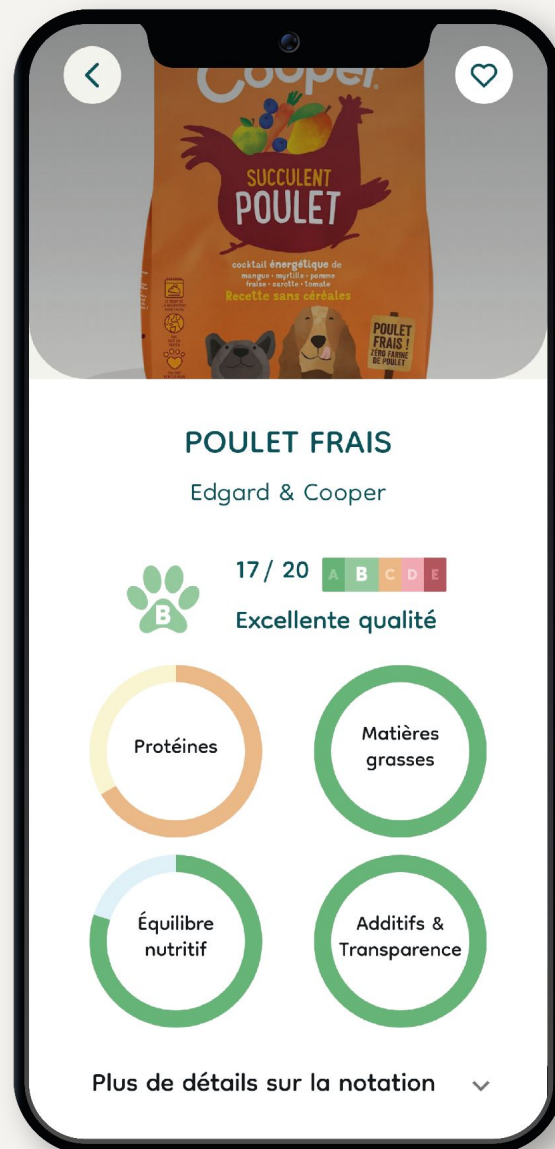 Cooper.
SUCCULENT
POULET
cocktail énergétique de
mangue • myrtille • pomme
fraise • carotte • tomate
Recette sans céréales
POULET
FRAIS !
ZÉRO FARINE
DE POULET
POULET FRAIS
Edgard & Cooper
B
17/ 20
A B C D E
Excellente qualité
Protéines
Matières
grasses
Équilibre
nutritif
Additifs &
Transparence
Plus de détails sur la notation